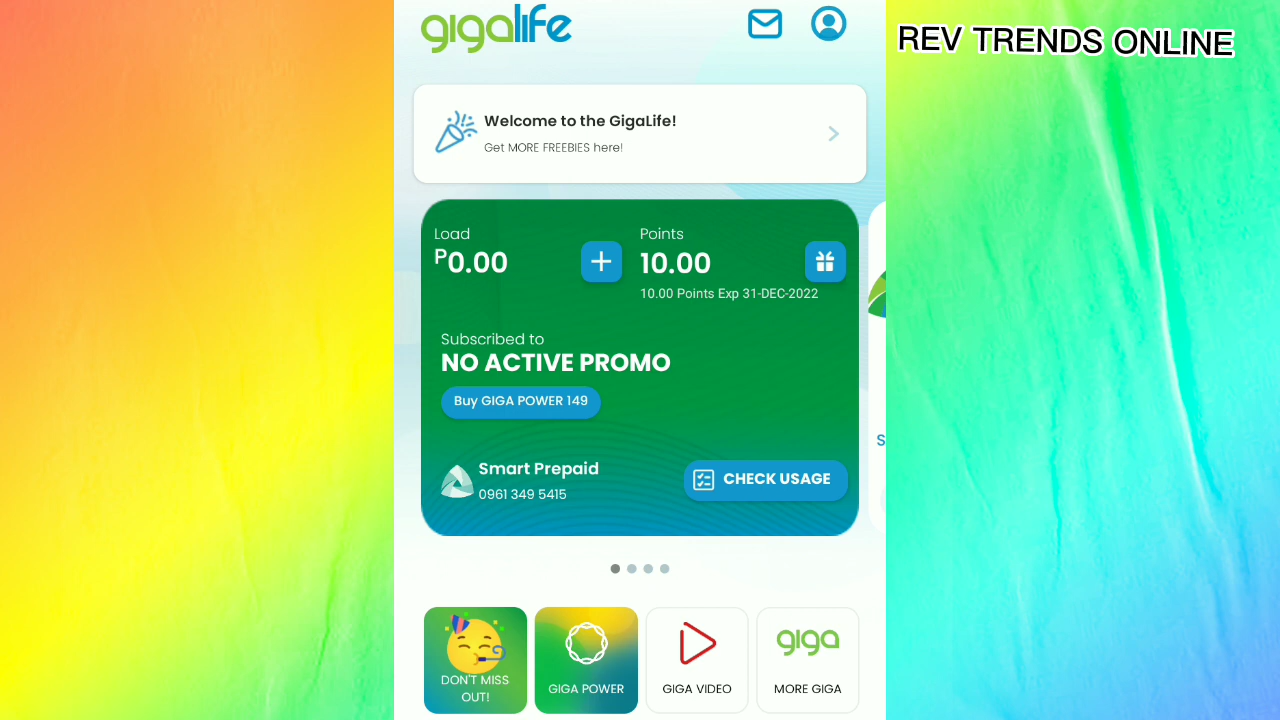 gigalife
REV TRENDS ONLINE
Welcome to the GigaLife!
Get MORE FREEBIES here!
Load
₱0.00
Points
10.00
10.00 Points Exp 31-DEC-2022
Subscribed to
NO ACTIVE PROMO
Buy GIGA POWER 149
Smart Prepaid
0961 349 5415
CHECK USAGE
S
DON'T MISS
OUT!
GIGA POWER
GIGA VIDEO
giga
MORE GIGA